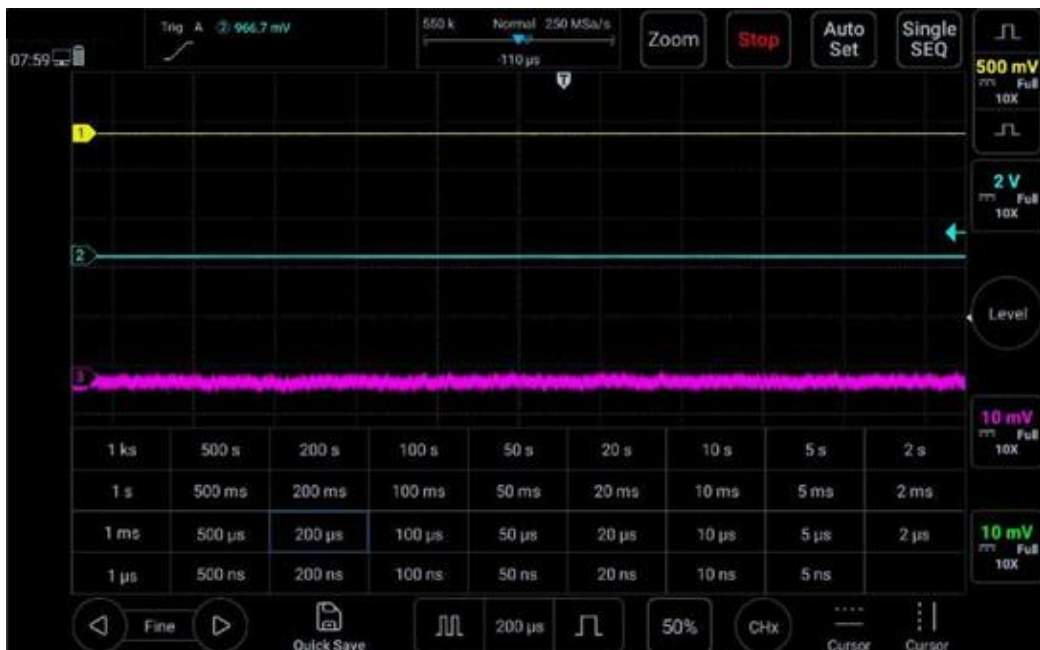 Trig A ② 966.7 mV
550 k Normal 250 MSa/s
-110 μs
Zoom
Stop
Auto
Set
Single
SEQ
07:59
T
500 mV
Full
10X
1
2 V
Full
10X
2
Level
3
10 mV
Full
10X
1 ks 500 s 200 s 100 s 50 s 20 s 10 s 5 s 2 s
1 s 500 ms 200 ms 100 ms 50 ms 20 ms 10 ms 5 ms 2 ms
1 ms 500 μs 200 μs 100 μs 50 μs 20 μs 10 μs 5 μs 2 μs
1 μs 500 ns 200 ns 100 ns 50 ns 20 ns 10 ns 5 ns
10 mV
Full
10X
Fine
Quick Save
200 μs
50%
CHx
Cursor
Cursor